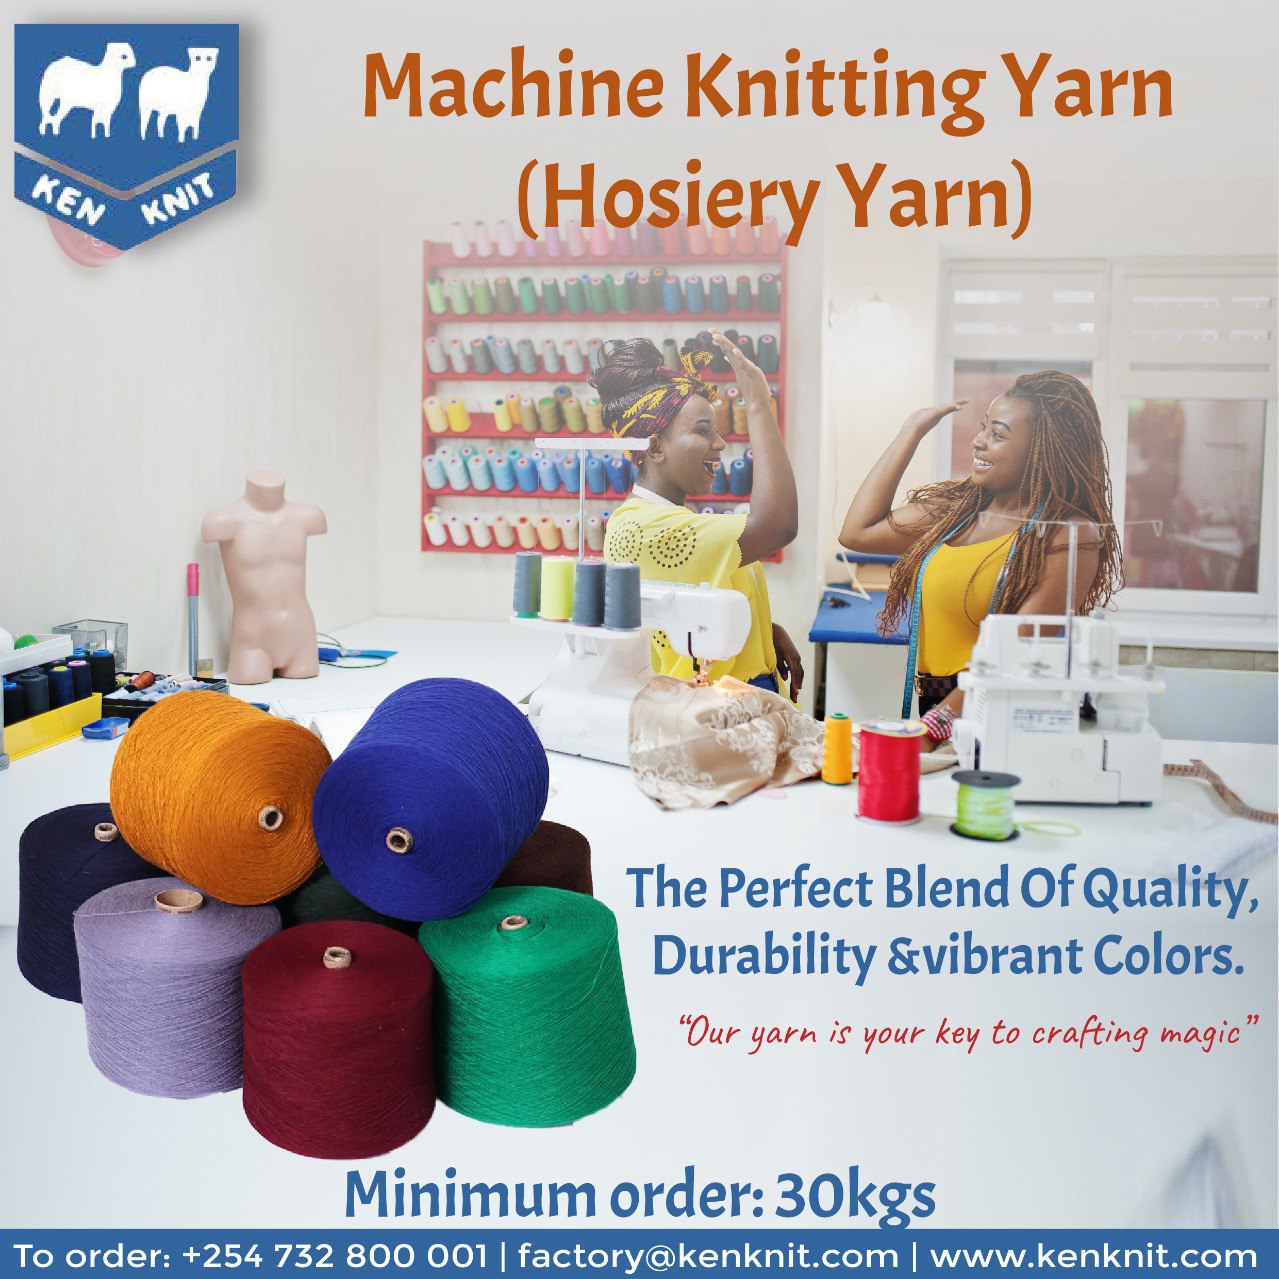 KEN KNIT
Machine Knitting Yarn
(Hosiery Yarn)
The Perfect Blend Of Quality,
Durability &vibrant Colors.
“Our yarn is your key to crafting magic”
Minimum order: 30kgs
To order: +254 732 800 001 | factory@kenknit.com | www.kenknit.com